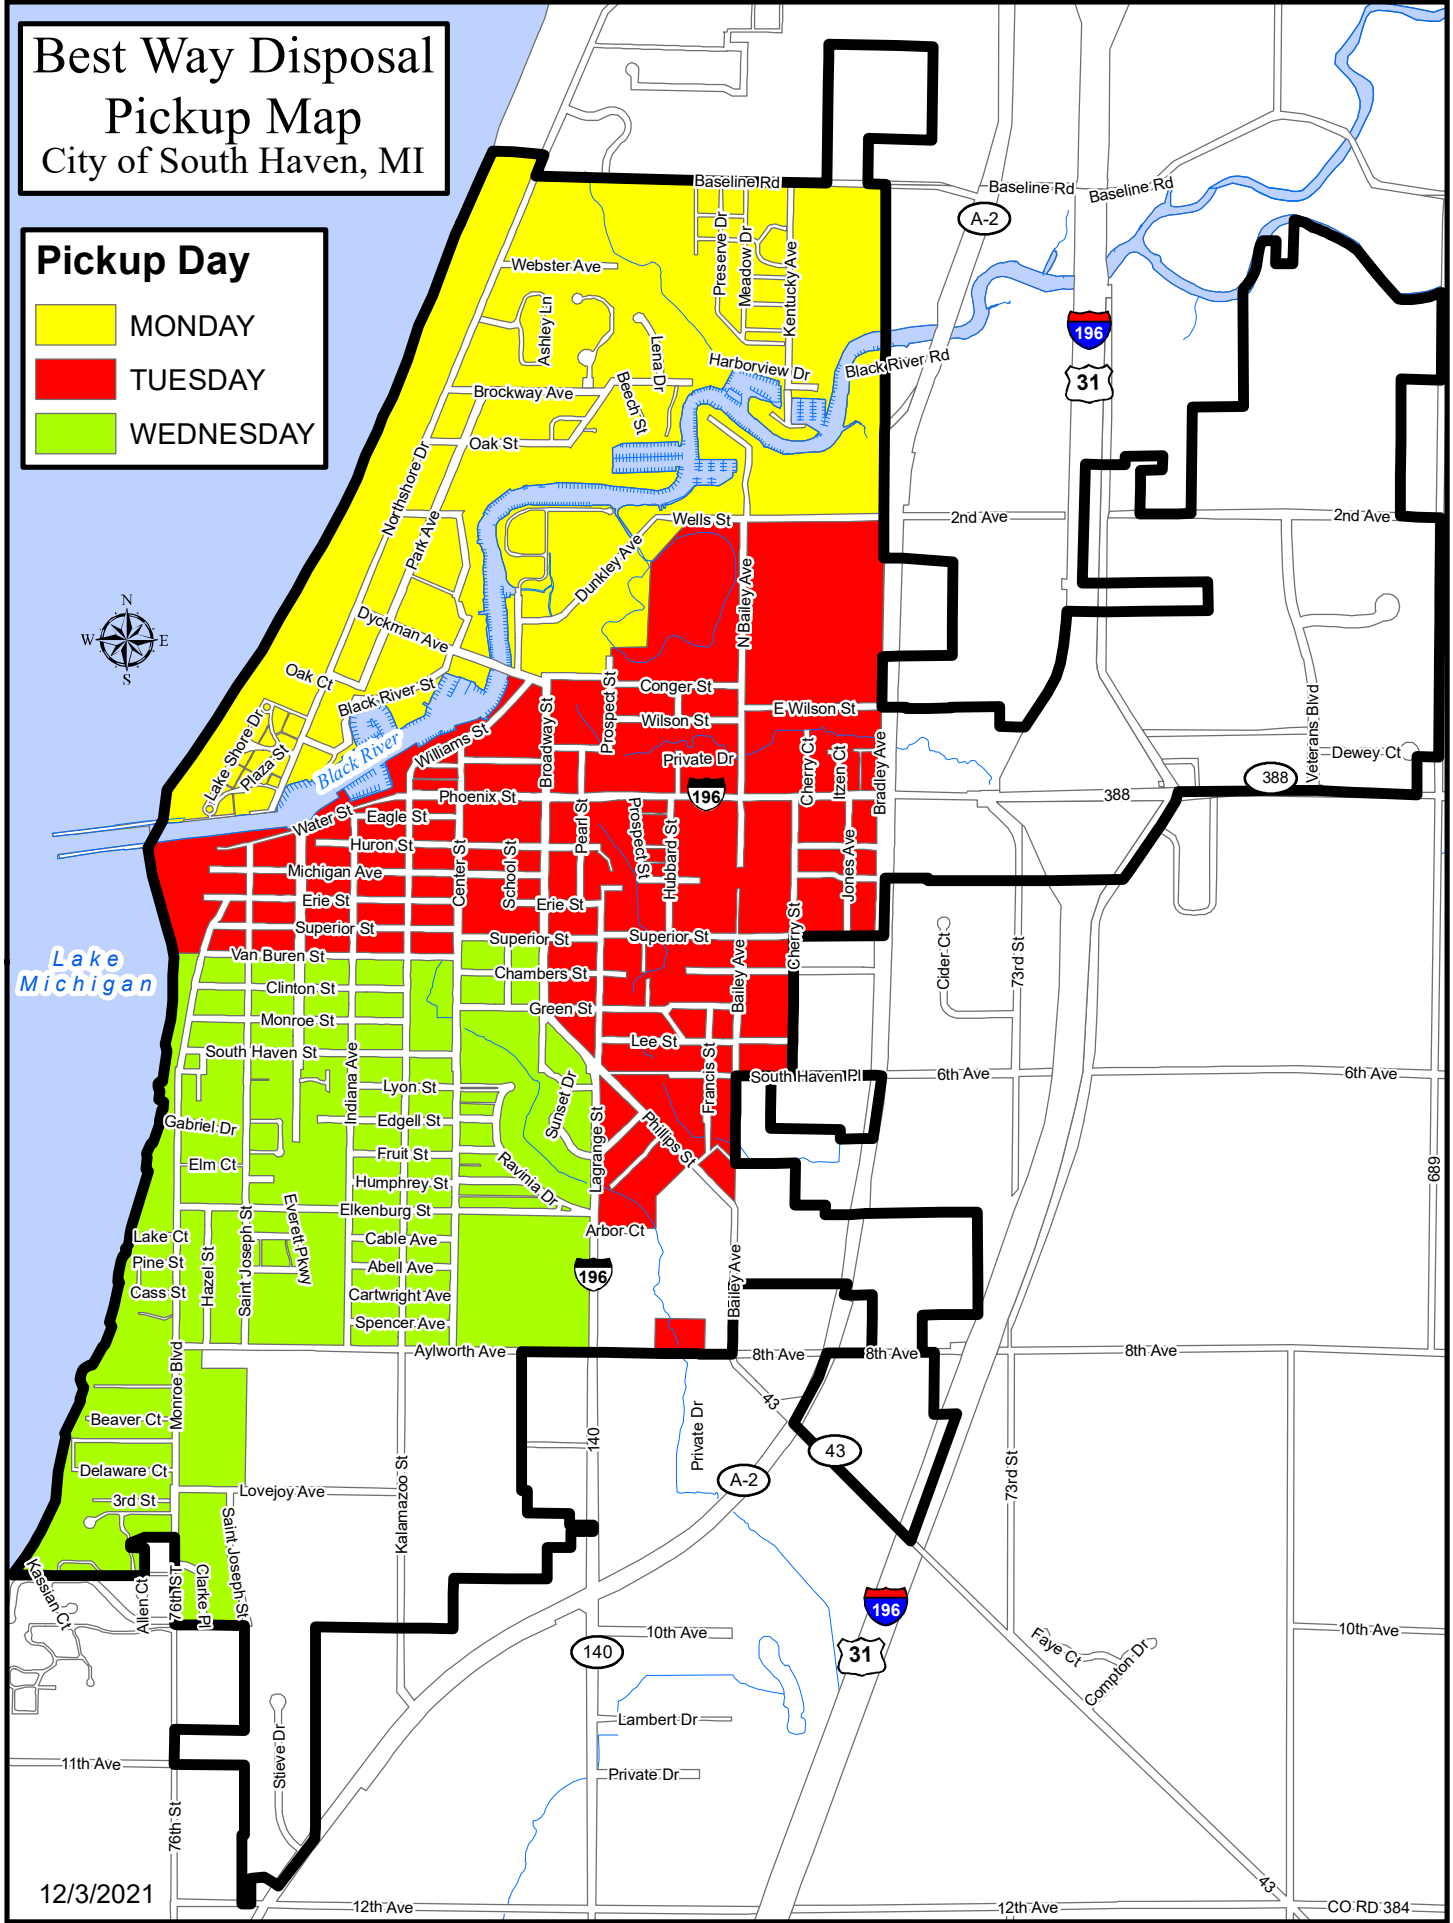 Best Way Disposal
Pickup Map
City of South Haven, MI
Pickup Day
MONDAY
TUESDAY
WEDNESDAY
Baseline Rd
Baseline Rd
Baseline Rd
A-2
Preserve Dr
Meadow Dr
Kentucky Ave
Webster Ave
Ashley Ln
Lena Dr
Harborview Dr
Black River Rd
196
31
Brockway Ave
Beech St
Oak St
Northshore Dr
Park Ave
Wells St
2nd Ave
2nd Ave
Dunkley Ave
N Bailey Ave
N
W
E
S
Dyckman Ave
Oak Ct
Black River St
Conger St
Prospect St
Broadway St
Wilson St
E Wilson St
Veterans Blvd
Lake Shore Dr
Plaza St
Black River
Williams St
Private Dr
Cherry Ct
Itzen Ct
Bradley Ave
Dewey Ct
388
388
196
Phoenix St
Water St
Eagle St
Pearl St
Prospect St
Hubbard St
Huron St
Michigan Ave
Center St
School St
Jones Ave
Erie St
Erie St
Superior St
Superior St
Superior St
Cherry St
Lake
Michigan
Van Buren St
Chambers St
Bailey Ave
Cider Ct
73rd St
Clinton St
Green St
Monroe St
Lee St
South Haven St
Indiana Ave
Francis St
South Haven Pl
6th Ave
6th Ave
Lyon St
Sunset Dr
Gabriel Dr
Edgell St
Lagrange St
Phillips St
Elm Ct
Fruit St
Ravinia Dr
Humphrey St
689
Everett Pkwy
Saint Joseph St
Elkenburg St
Lake Ct
Cable Ave
Arbor Ct
Pine St
Hazel St
Abell Ave
196
Bailey Ave
Cass St
Cartwright Ave
Spencer Ave
Aylworth Ave
8th Ave
8th Ave
8th Ave
Monroe Blvd
43
Beaver Ct
140
Private Dr
43
Delaware Ct
A-2
73rd St
Lovejoy Ave
Kalamazoo St
3rd St
Saint Joseph St
Kassian Ct
Allen Ct
76th ST
Clarke Pl
196
31
10th Ave
10th Ave
140
Faye Ct
Compton Dr
Lambert Dr
11th Ave
Stieve Dr
Private Dr
76th St
12/3/2021
12th Ave
12th Ave
43
CO RD 384